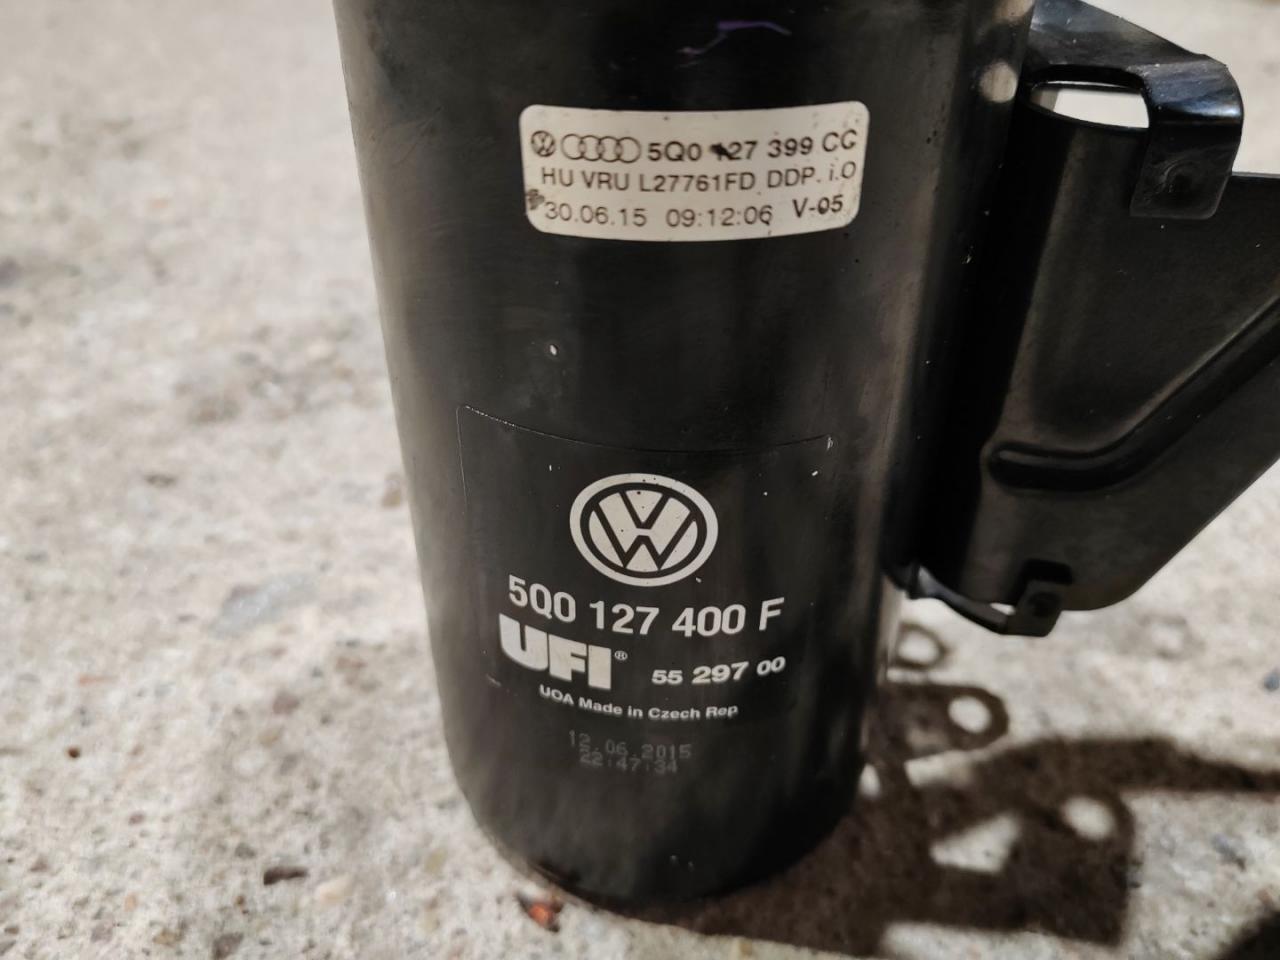 5Q0 127 399 CC
HU VRU L27761FD DDP. i.O
30.06.15 09:12:06 V-05
5Q0 127 400 F
UFI® 55 297 00
UOA Made in Czech Rep
12.06.2015
22:47:34